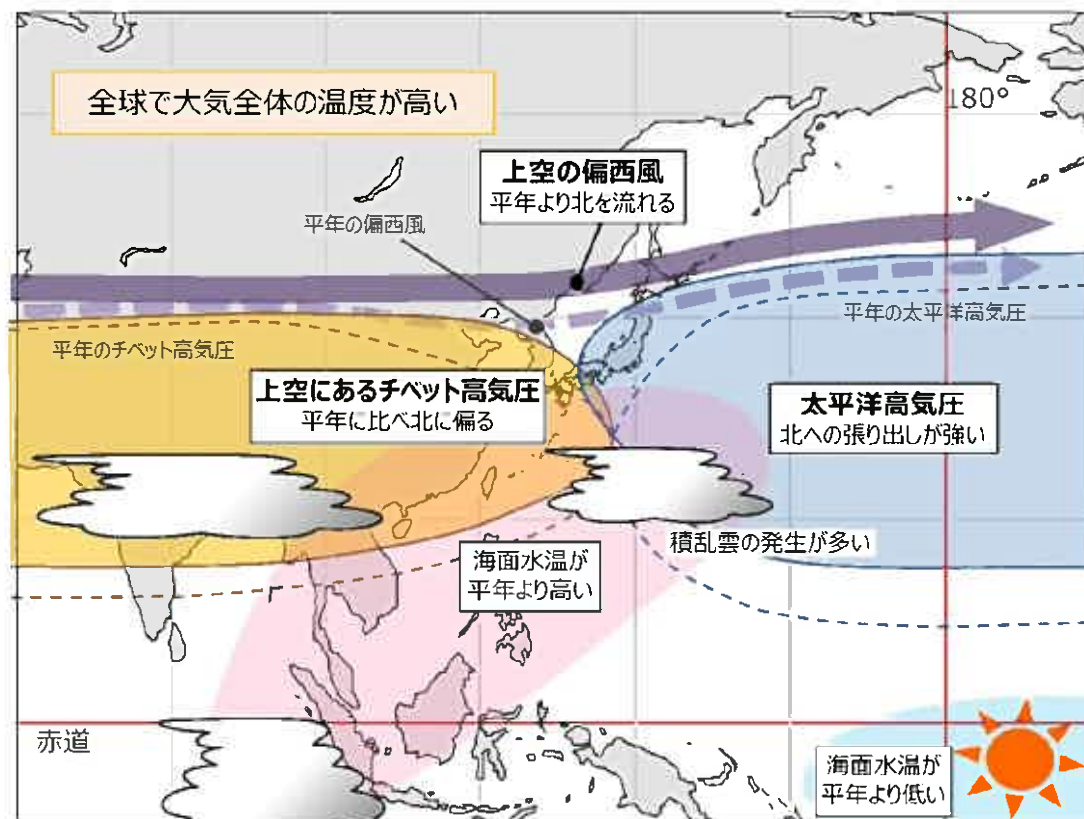 全球で大気全体の温度が高い
180°
上空の偏西風
平年より北を流れる
平年の偏西風
平年の太平洋高気圧
平年のチベット高気圧
上空にあるチベット高気圧
平年に比べ北に偏る
太平洋高気圧
北への張り出しが強い
積乱雲の発生が多い
海面水温が
平年より高い
赤道
海面水温が
平年より低い